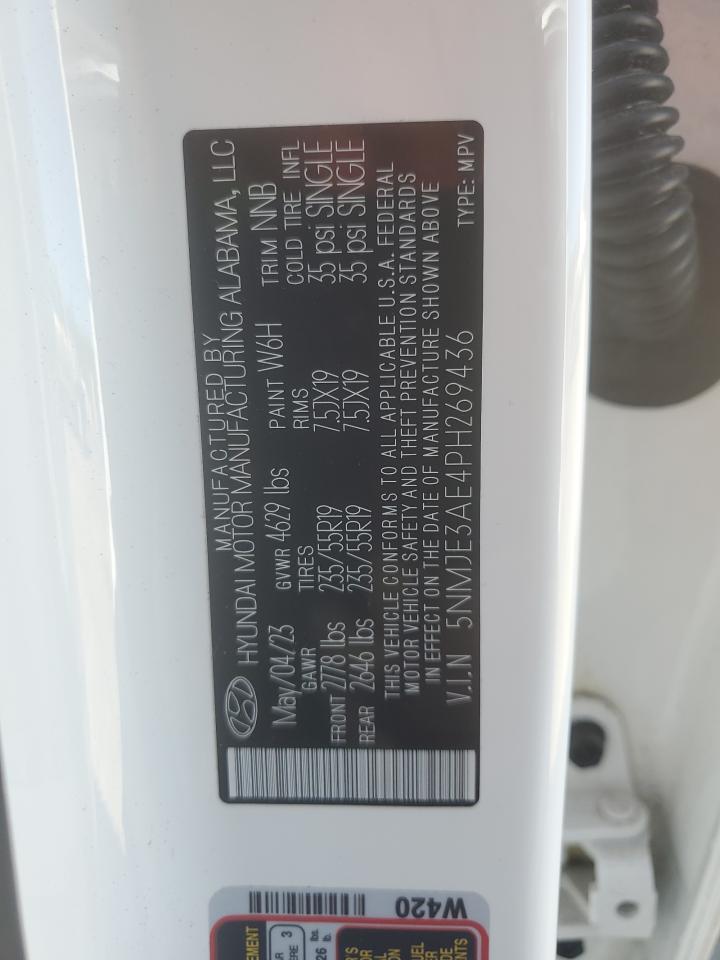 MANUFACTURED BY
HYUNDAI MOTOR MANUFACTURING ALABAMA, LLC
May/04/23 GVWR 4629 lbs PAINT W6H TRIM NNB
GAWR TIRES RIMS COLD TIRE INFL
FRONT 2778 lbs 235/55R19 7.5JX19 35 psi SINGLE
REAR 2646 lbs 235/55R19 7.5JX19 35 psi SINGLE
THIS VEHICLE CONFORMS TO ALL APPLICABLE U.S.A. FEDERAL
MOTOR VEHICLE SAFETY AND THEFT PREVENTION STANDARDS
IN EFFECT ON THE DATE OF MANUFACTURE SHOWN ABOVE
V.I.N 5NMJE3AE4PH269436 TYPE: MPV
W420
3